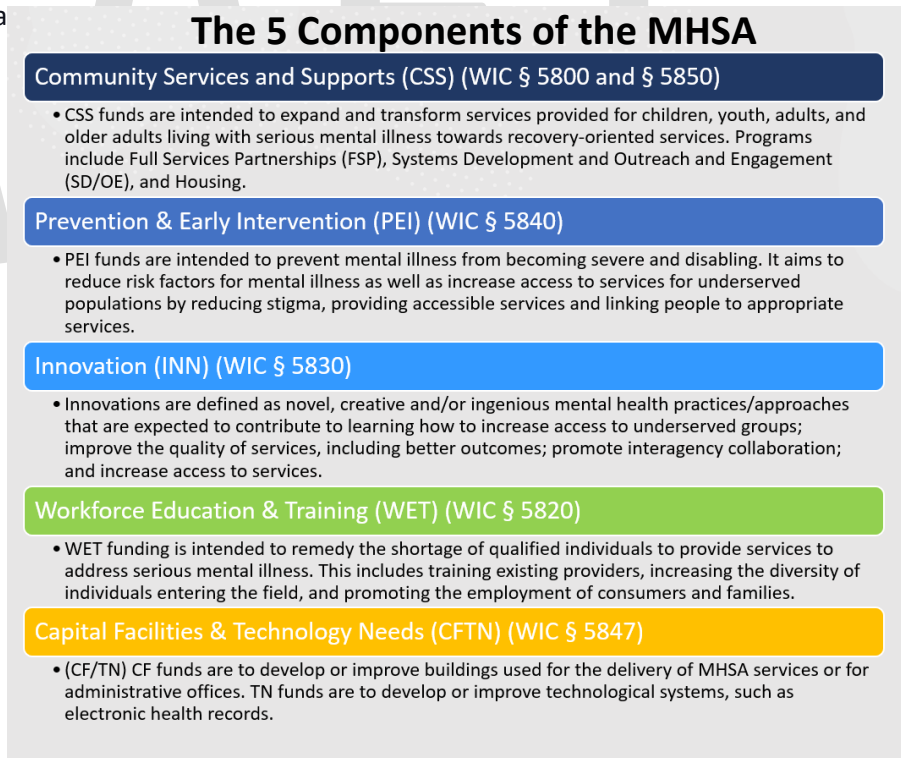 a
The 5 Components of the MHSA
Community Services and Supports (CSS) (WIC § 5800 and § 5850)
• CSS funds are intended to expand and transform services provided for children, youth, adults, and
older adults living with serious mental illness towards recovery-oriented services. Programs
include Full Services Partnerships (FSP), Systems Development and Outreach and Engagement
(SD/OE), and Housing.
Prevention & Early Intervention (PEI) (WIC § 5840)
• PEI funds are intended to prevent mental illness from becoming severe and disabling. It aims to
reduce risk factors for mental illness as well as increase access to services for underserved
populations by reducing stigma, providing accessible services and linking people to appropriate
services.
Innovation (INN) (WIC § 5830)
• Innovations are defined as novel, creative and/or ingenious mental health practices/approaches
that are expected to contribute to learning how to increase access to underserved groups;
improve the quality of services, including better outcomes; promote interagency collaboration;
and increase access to services.
Workforce Education & Training (WET) (WIC § 5820)
• WET funding is intended to remedy the shortage of qualified individuals to provide services to
address serious mental illness. This includes training existing providers, increasing the diversity of
individuals entering the field, and promoting the employment of consumers and families.
Capital Facilities & Technology Needs (CFTN) (WIC § 5847)
• (CF/TN) CF funds are to develop or improve buildings used for the delivery of MHSA services or for
administrative offices. TN funds are to develop or improve technological systems, such as
electronic health records.